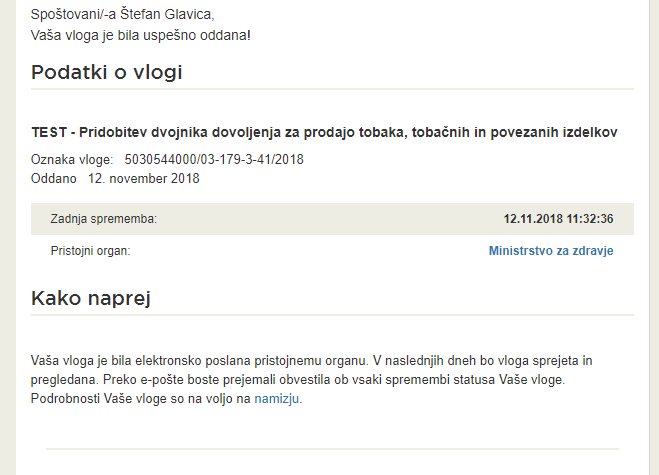 Spoštovani/-a Štefan Glavica,
Vaša vloga je bila uspešno oddana!
Podatki o vlogi
TEST - Pridobitev dvojnika dovoljenja za prodajo tobaka, tobačnih in povezanih izdelkov
Oznaka vloge: 5030544000/03-179-3-41/2018
Oddano 12. november 2018
Zadnja sprememba: 12.11.2018 11:32:36
Pristojni organ: Ministrstvo za zdravje
Kako naprej
Vaša vloga je bila elektronsko poslana pristojnemu organu. V naslednjih dneh bo vloga sprejeta in
pregledana. Preko e-pošte boste prejemali obvestila ob vsaki spremembi statusa Vaše vloge.
Podrobnosti Vaše vloge so na voljo na namizju.